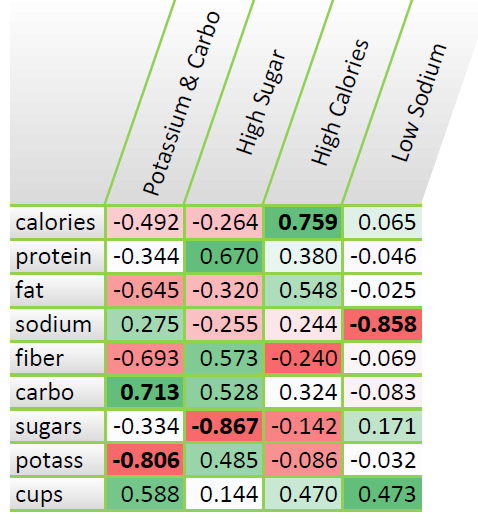 Potassium & Carbo
High Sugar
High Calories
Low Sodium
calories -0.492 -0.264 0.759 0.065
protein -0.344 0.670 0.380 -0.046
fat -0.645 -0.320 0.548 -0.025
sodium 0.275 -0.255 0.244 -0.858
fiber -0.693 0.573 -0.240 -0.069
carbo 0.713 0.528 0.324 -0.083
sugars -0.334 -0.867 -0.142 0.171
potass -0.806 0.485 -0.086 -0.032
cups 0.588 0.144 0.470 0.473